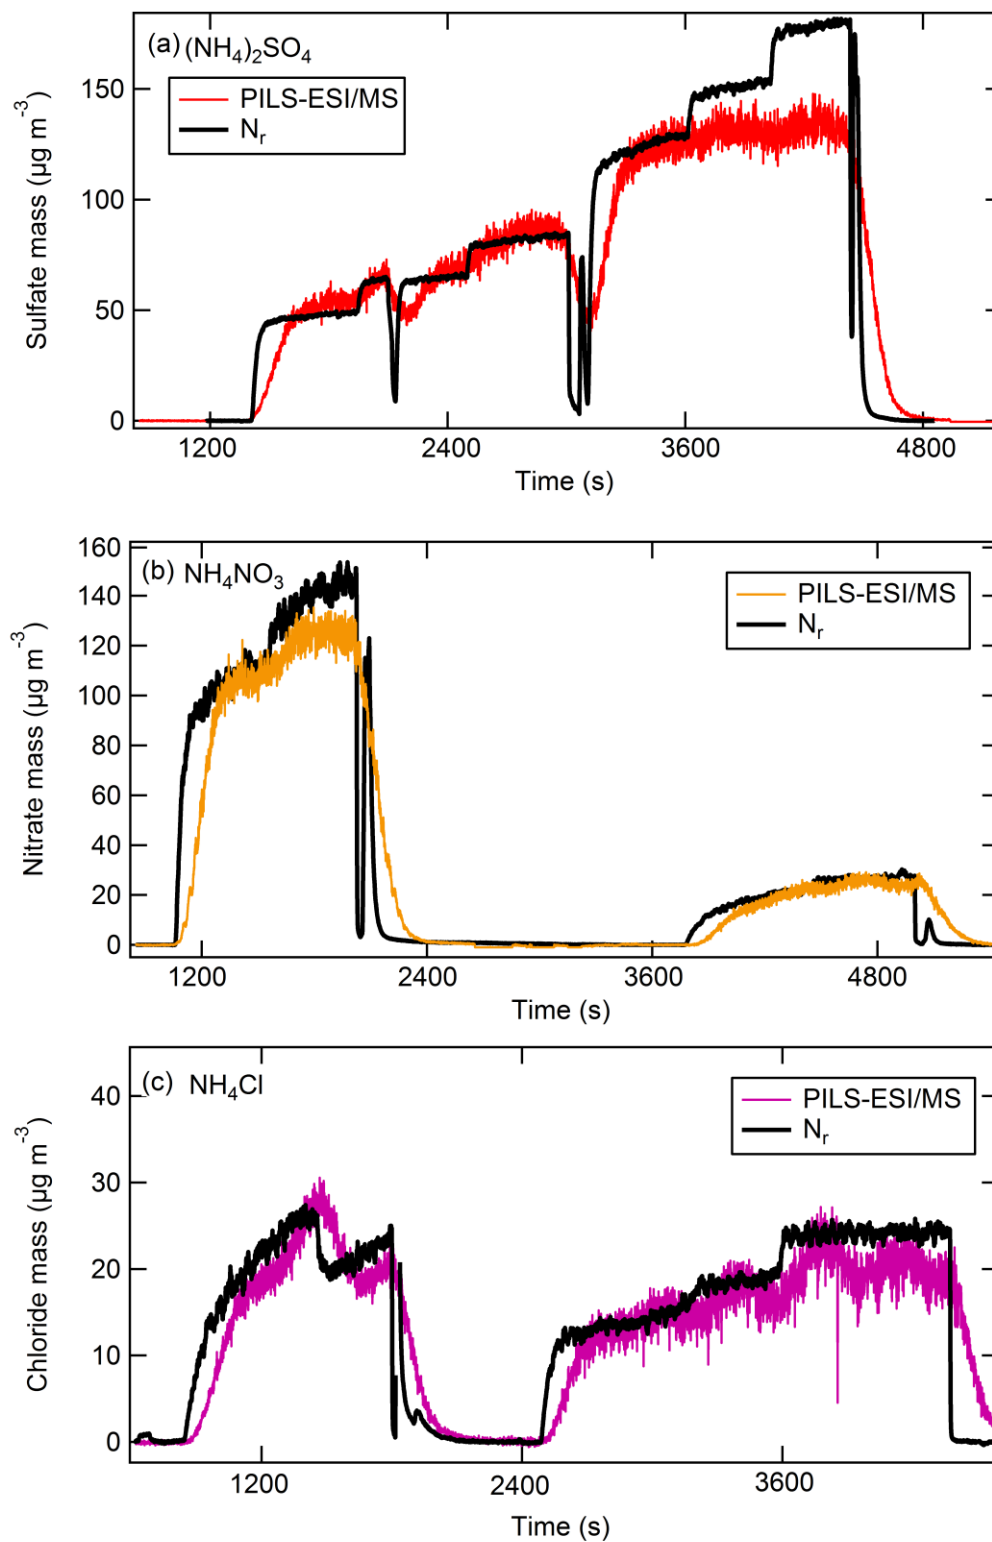 (a) (NH₄)₂SO₄
PILS-ESI/MS
Nᵣ
150
100
50
0
Sulfate mass (µg m⁻³)
1200 2400 3600 4800
Time (s)
(b) NH₄NO₃
PILS-ESI/MS
Nᵣ
160
140
120
100
80
60
40
20
0
Nitrate mass (µg m⁻³)
1200 2400 3600 4800
Time (s)
(c) NH₄Cl
PILS-ESI/MS
Nᵣ
40
30
20
10
0
Chloride mass (µg m⁻³)
1200 2400 3600
Time (s)